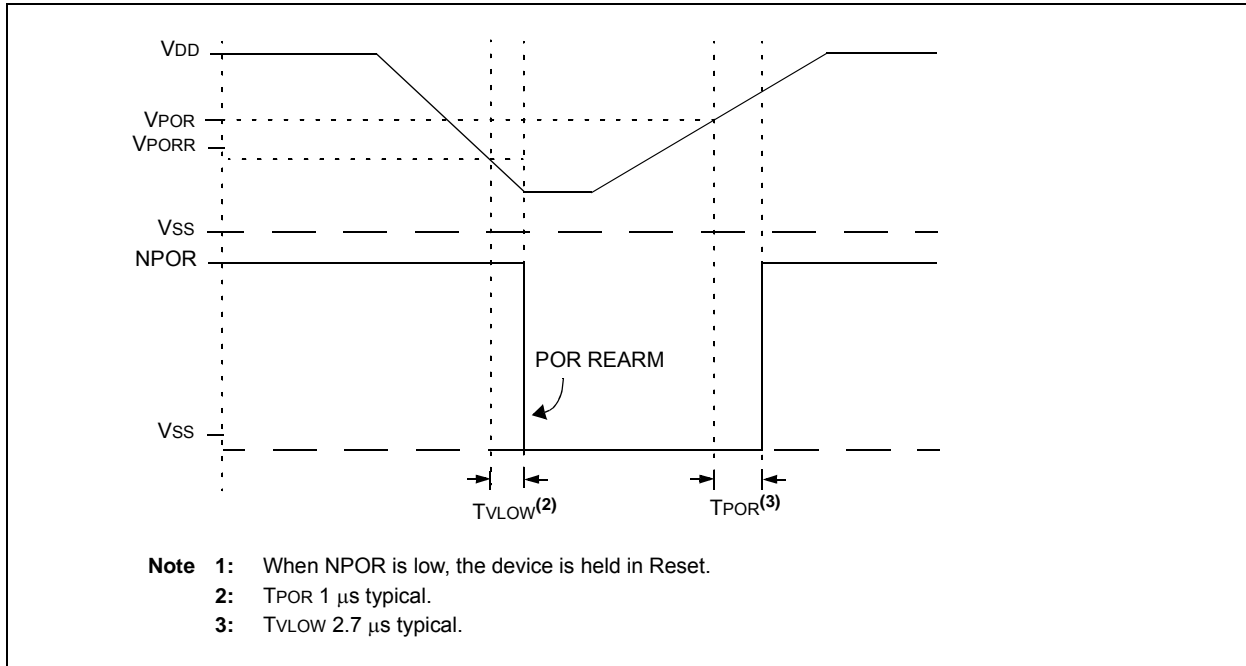 VDD
VPOR
VPORR
VSS
NPOR
POR REARM
VSS
TVLOW(2)
TPOR(3)
Note 1: When NPOR is low, the device is held in Reset.
2: TPOR 1 μs typical.
3: TVLOW 2.7 μs typical.